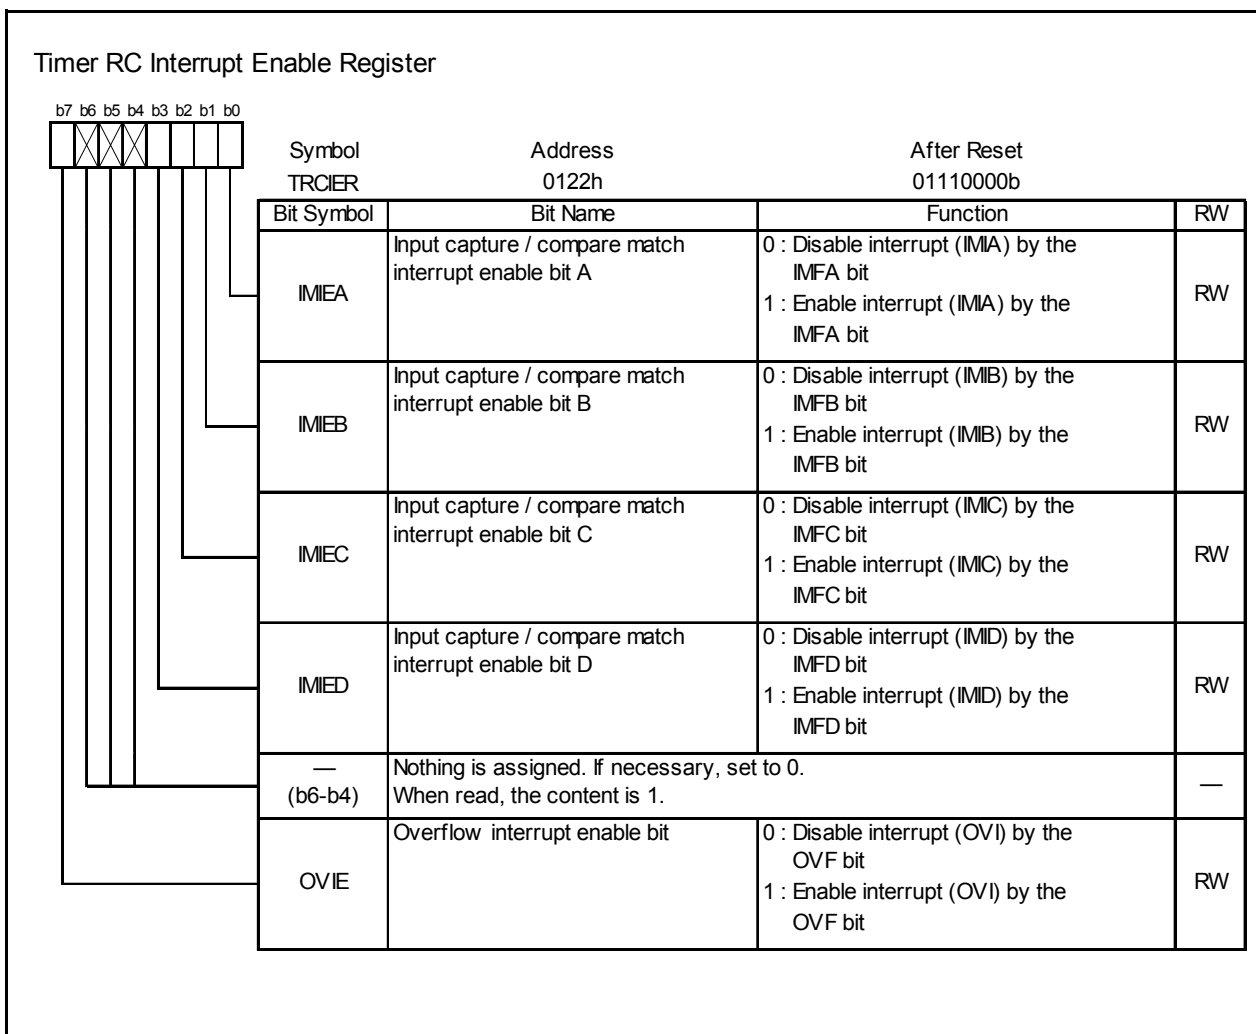 Timer RC Interrupt Enable Register
b7 b6 b5 b4 b3 b2 b1 b0
Symbol Address After Reset
TRCIER 0122h 01110000b
Bit Symbol Bit Name Function RW
IMIEA
Input capture / compare match
interrupt enable bit A
0 : Disable interrupt (IMIA) by the
IMFA bit
1 : Enable interrupt (IMIA) by the
IMFA bit
RW
IMIEB
Input capture / compare match
interrupt enable bit B
0 : Disable interrupt (IMIB) by the
IMFB bit
1 : Enable interrupt (IMIB) by the
IMFB bit
RW
IMIEC
Input capture / compare match
interrupt enable bit C
0 : Disable interrupt (IMIC) by the
IMFC bit
1 : Enable interrupt (IMIC) by the
IMFC bit
RW
IMIED
Input capture / compare match
interrupt enable bit D
0 : Disable interrupt (IMID) by the
IMFD bit
1 : Enable interrupt (IMID) by the
IMFD bit
RW
—
(b6-b4)
Nothing is assigned. If necessary, set to 0.
When read, the content is 1.
—
OVIE
Overflow interrupt enable bit
0 : Disable interrupt (OVI) by the
OVF bit
1 : Enable interrupt (OVI) by the
OVF bit
RW